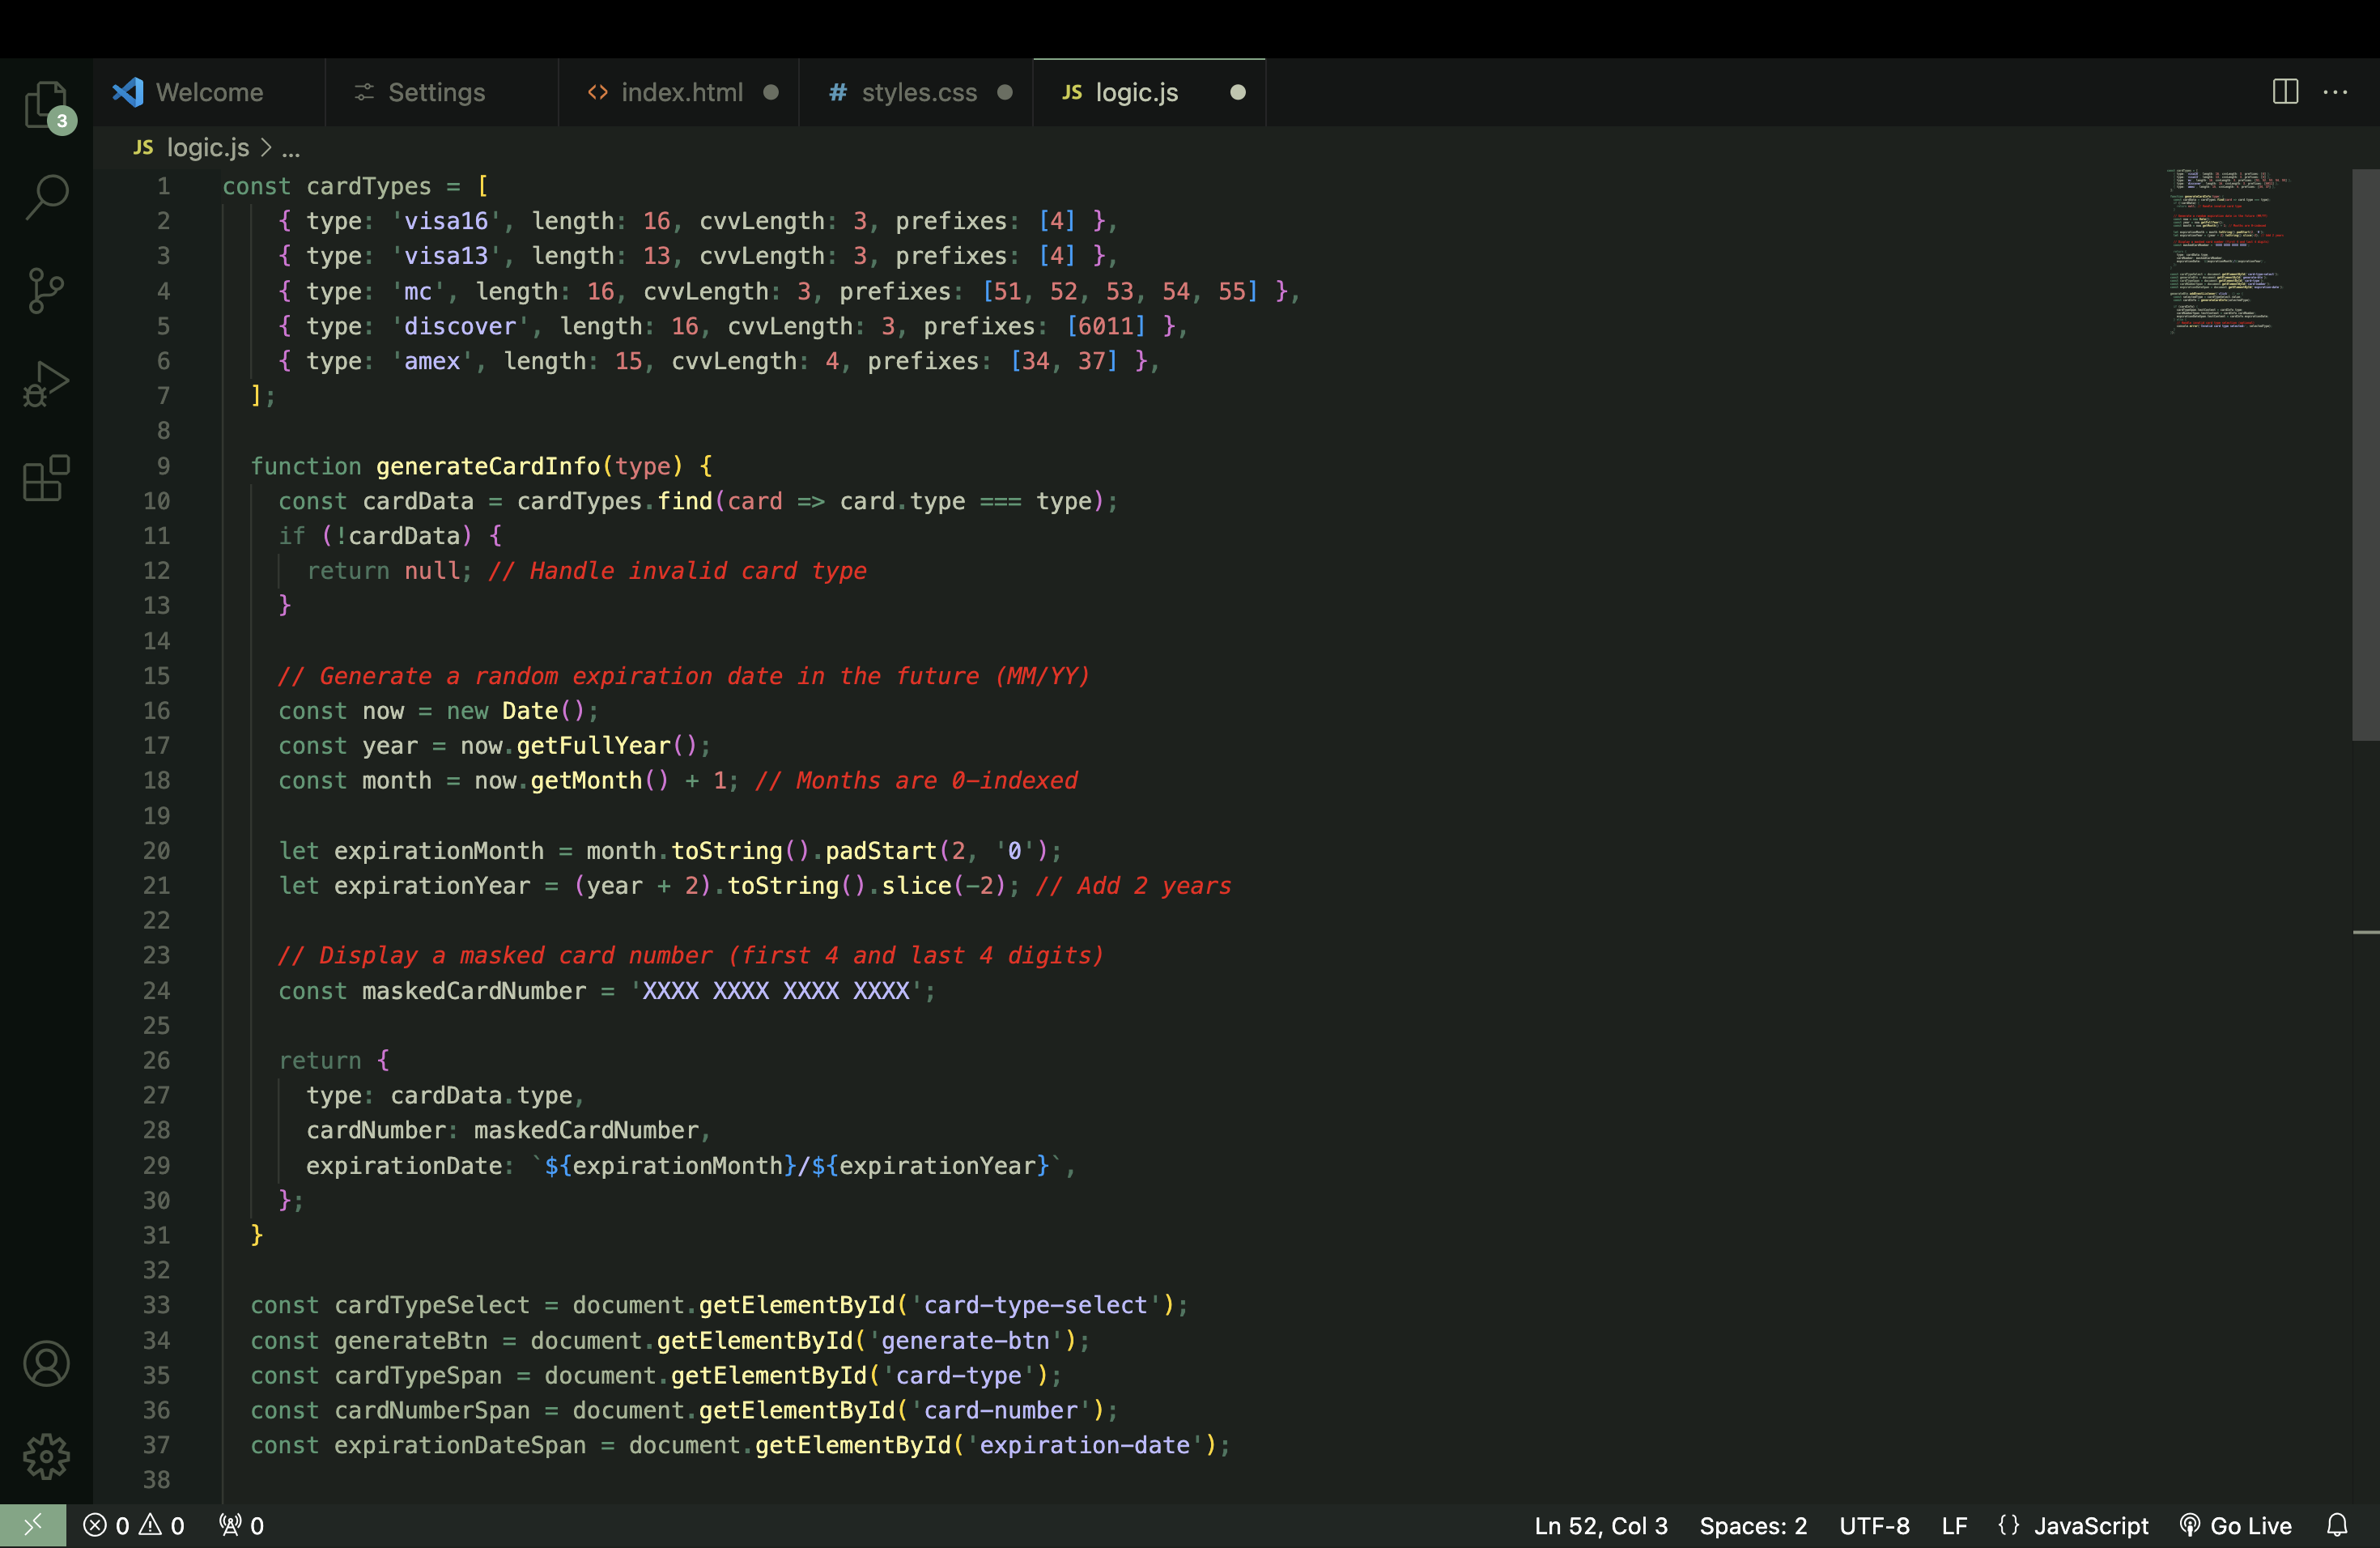 Welcome
Settings
index.html
# styles.css
JS logic.js
3
JS logic.js > ...
1 const cardTypes = [
2 { type: 'visa16', length: 16, cvvLength: 3, prefixes: [4] },
3 { type: 'visa13', length: 13, cvvLength: 3, prefixes: [4] },
4 { type: 'mc', length: 16, cvvLength: 3, prefixes: [51, 52, 53, 54, 55] },
5 { type: 'discover', length: 16, cvvLength: 3, prefixes: [6011] },
6 { type: 'amex', length: 15, cvvLength: 4, prefixes: [34, 37] },
7 ];
8
9 function generateCardInfo(type) {
10 const cardData = cardTypes.find(card => card.type === type);
11 if (!cardData) {
12 return null; // Handle invalid card type
13 }
14
15 // Generate a random expiration date in the future (MM/YY)
16 const now = new Date();
17 const year = now.getFullYear();
18 const month = now.getMonth() + 1; // Months are 0-indexed
19
20 let expirationMonth = month.toString().padStart(2, '0');
21 let expirationYear = (year + 2).toString().slice(-2); // Add 2 years
22
23 // Display a masked card number (first 4 and last 4 digits)
24 const maskedCardNumber = 'XXXX XXXX XXXX XXXX';
25
26 return {
27 type: cardData.type,
28 cardNumber: maskedCardNumber,
29 expirationDate: `${expirationMonth}/${expirationYear}`,
30 };
31 }
32
33 const cardTypeSelect = document.getElementById('card-type-select');
34 const generateBtn = document.getElementById('generate-btn');
35 const cardTypeSpan = document.getElementById('card-type');
36 const cardNumberSpan = document.getElementById('card-number');
37 const expirationDateSpan = document.getElementById('expiration-date');
38
0 0 0 Ln 52, Col 3 Spaces: 2 UTF-8 LF {} JavaScript Go Live